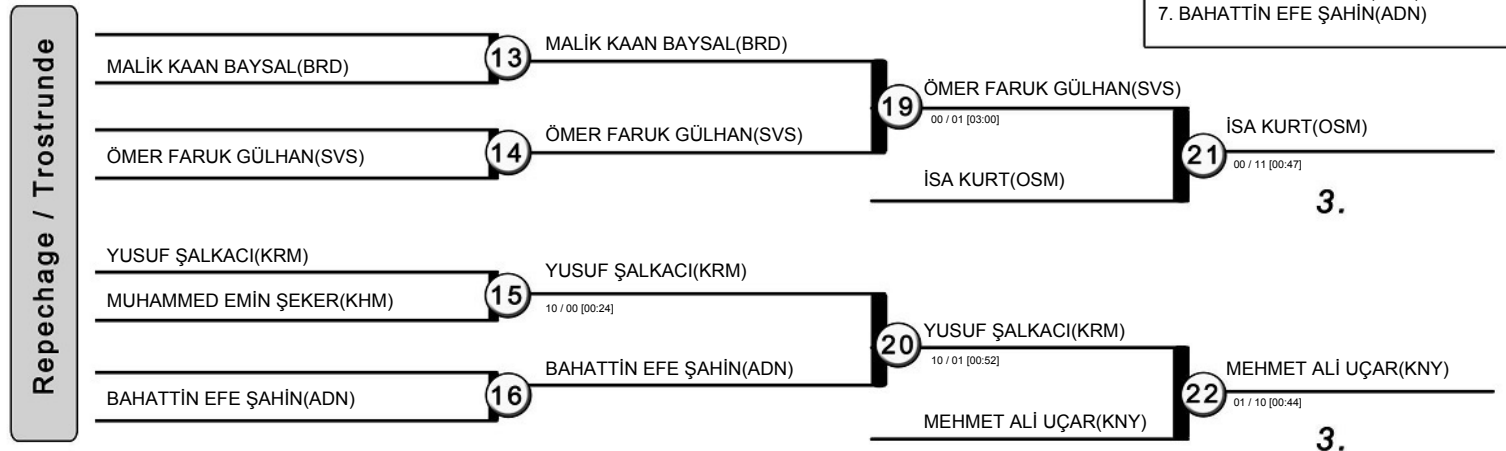 7. BAHATTİN EFE ŞAHİN(ADN)
Repechage / Trostrunde
MALİK KAAN BAYSAL(BRD)
13
MALİK KAAN BAYSAL(BRD)
ÖMER FARUK GÜLHAN(SVS)
14
ÖMER FARUK GÜLHAN(SVS)
19
ÖMER FARUK GÜLHAN(SVS)
00 / 01 [03:00]
İSA KURT(OSM)
21
İSA KURT(OSM)
00 / 11 [00:47]
3.
YUSUF ŞALKACI(KRM)
MUHAMMED EMİN ŞEKER(KHM)
15
YUSUF ŞALKACI(KRM)
10 / 00 [00:24]
BAHATTİN EFE ŞAHİN(ADN)
16
BAHATTİN EFE ŞAHİN(ADN)
20
YUSUF ŞALKACI(KRM)
10 / 01 [00:52]
MEHMET ALİ UÇAR(KNY)
22
MEHMET ALİ UÇAR(KNY)
01 / 10 [00:44]
3.